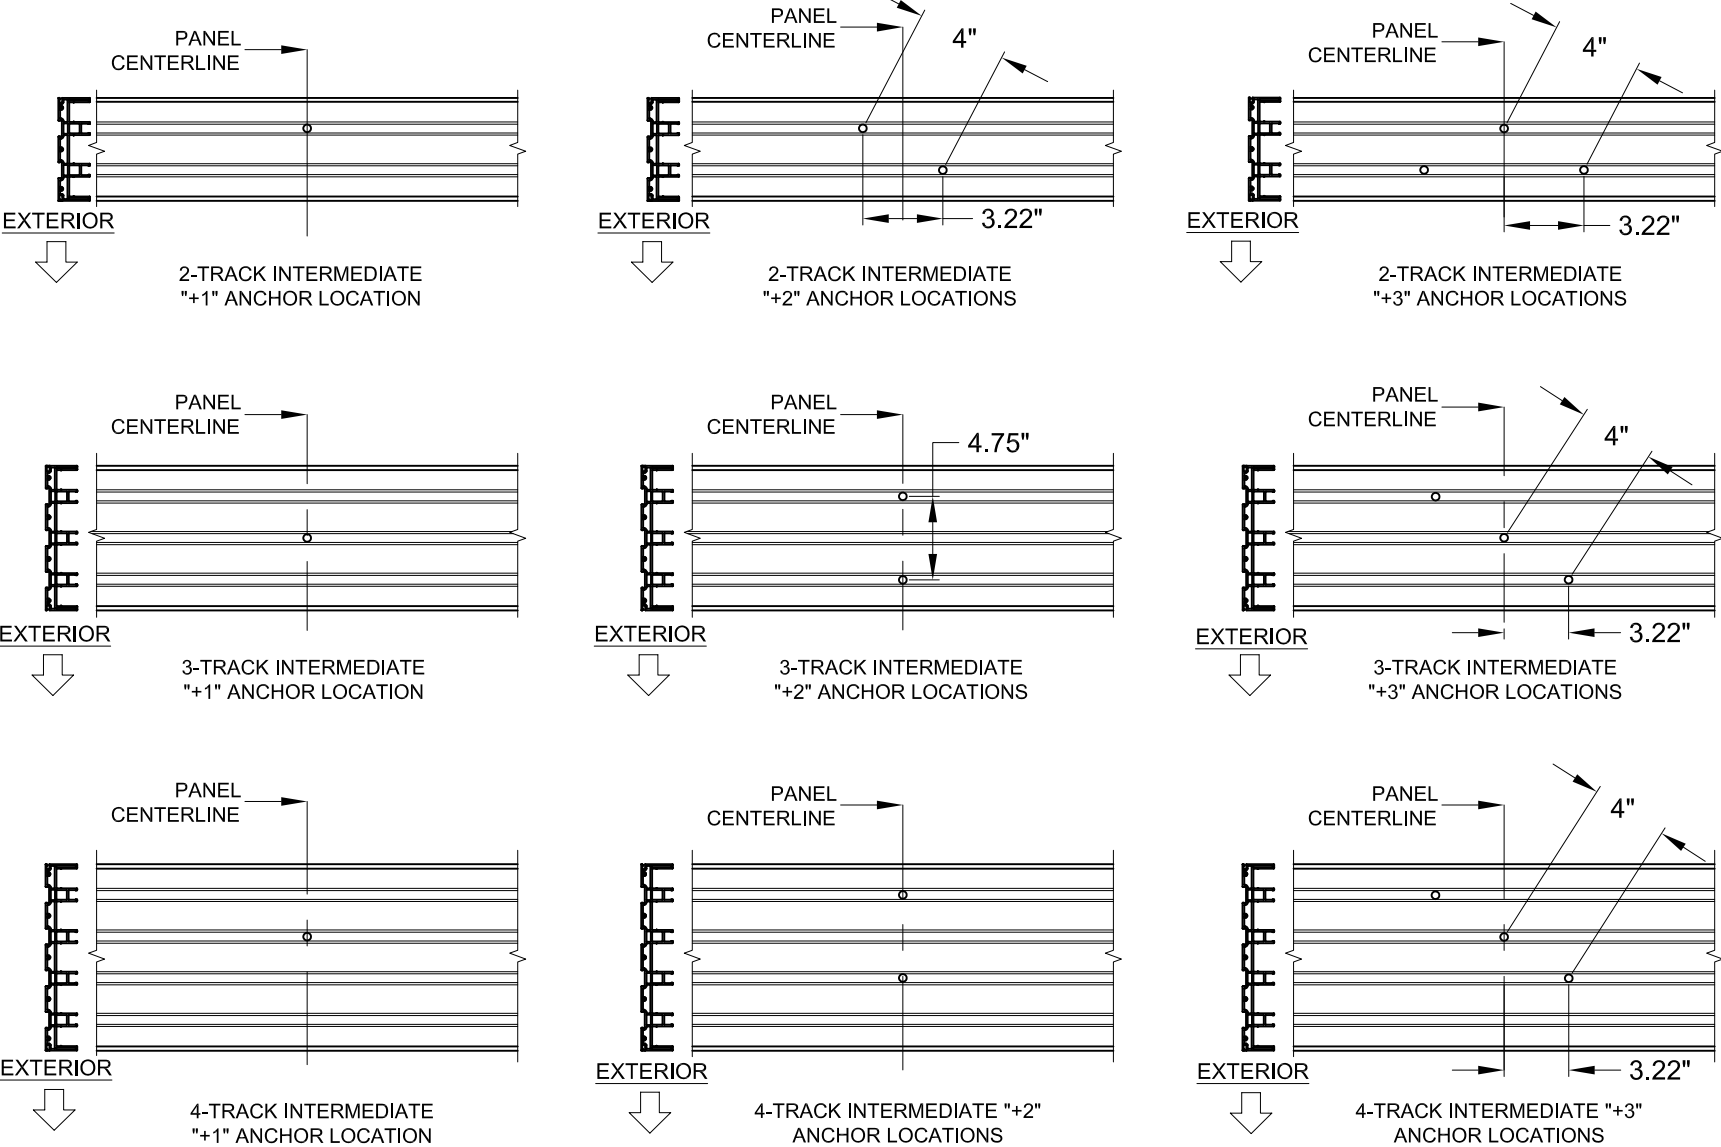 PANEL
CENTERLINE
EXTERIOR
2-TRACK INTERMEDIATE
"+1" ANCHOR LOCATION
PANEL
CENTERLINE
4"
3.22"
EXTERIOR
2-TRACK INTERMEDIATE
"+2" ANCHOR LOCATIONS
PANEL
CENTERLINE
4"
3.22"
EXTERIOR
2-TRACK INTERMEDIATE
"+3" ANCHOR LOCATIONS
PANEL
CENTERLINE
EXTERIOR
3-TRACK INTERMEDIATE
"+1" ANCHOR LOCATION
PANEL
CENTERLINE
4.75"
EXTERIOR
3-TRACK INTERMEDIATE
"+2" ANCHOR LOCATIONS
PANEL
CENTERLINE
4"
3.22"
EXTERIOR
3-TRACK INTERMEDIATE
"+3" ANCHOR LOCATIONS
PANEL
CENTERLINE
EXTERIOR
4-TRACK INTERMEDIATE
"+1" ANCHOR LOCATION
PANEL
CENTERLINE
EXTERIOR
4-TRACK INTERMEDIATE "+2"
ANCHOR LOCATIONS
PANEL
CENTERLINE
4"
3.22"
EXTERIOR
4-TRACK INTERMEDIATE "+3"
ANCHOR LOCATIONS